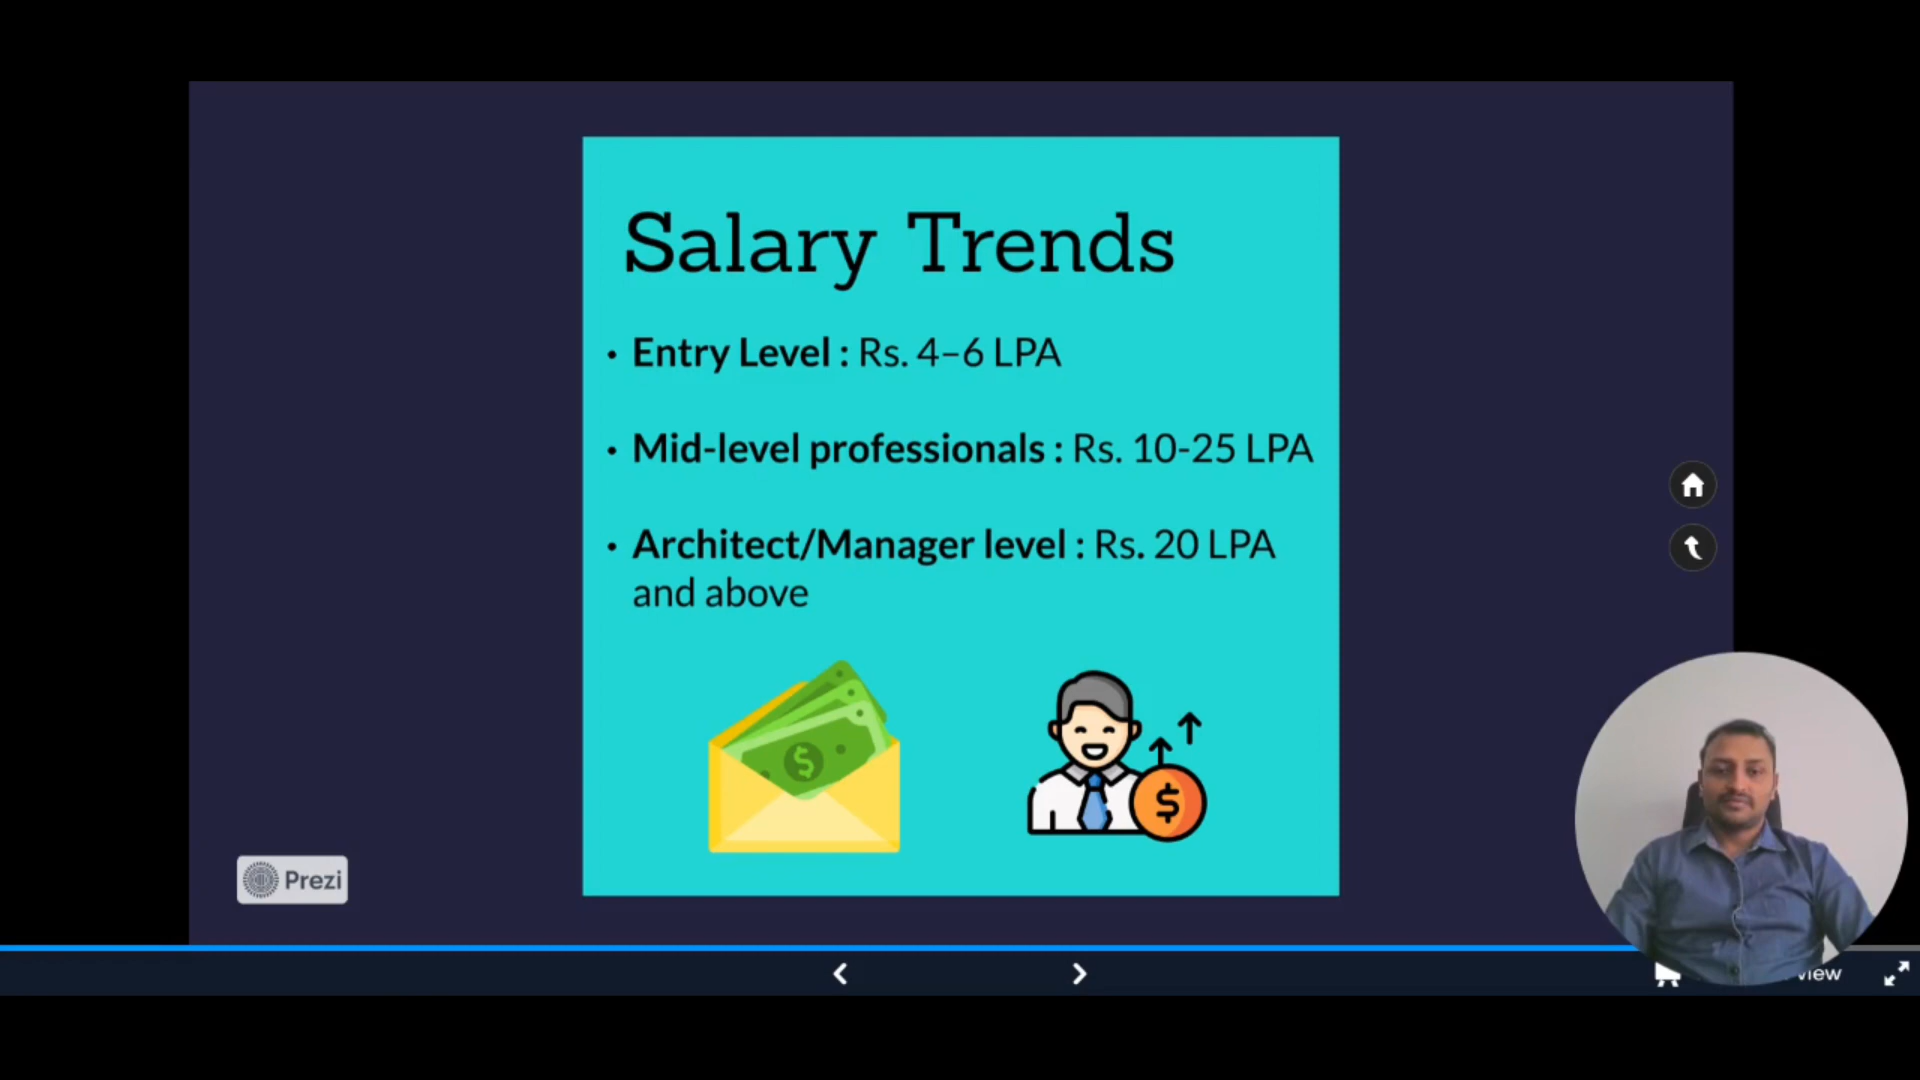 Salary Trends
• Entry Level : Rs. 4–6 LPA
• Mid-level professionals : Rs. 10-25 LPA
• Architect/Manager level : Rs. 20 LPA
and above
$
$
Prezi
view